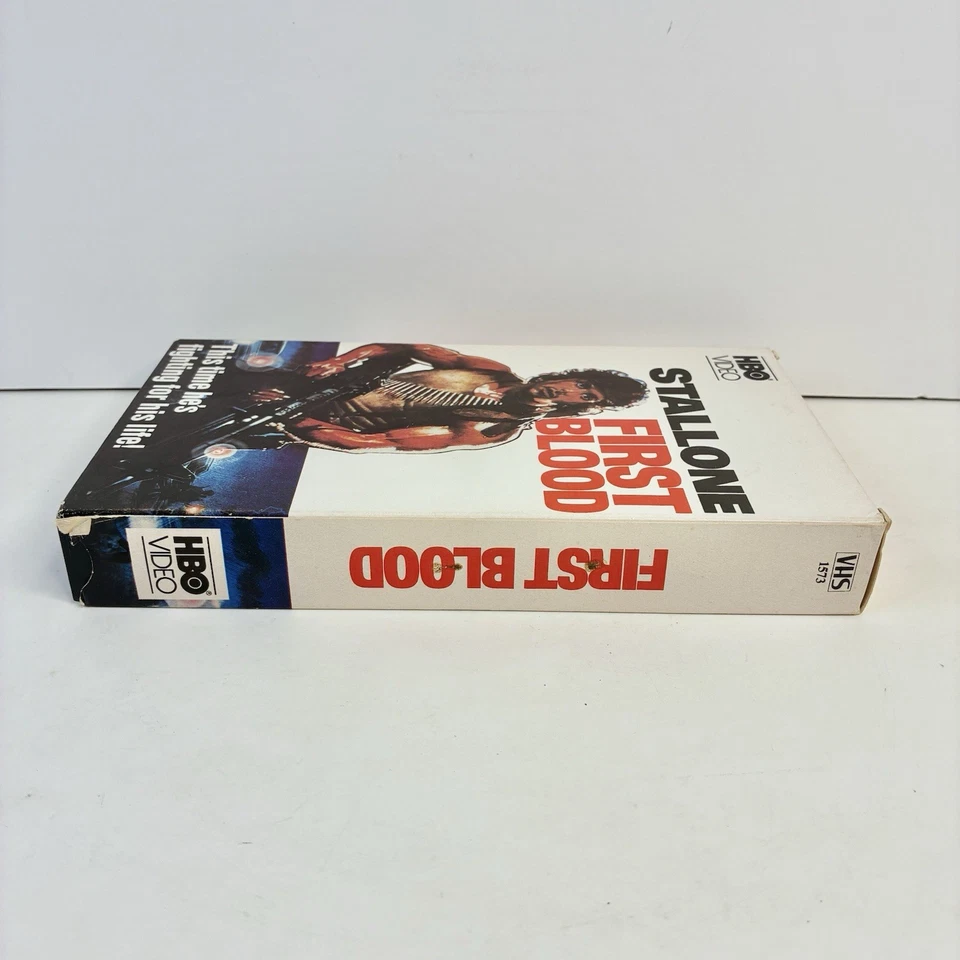 HBO
VIDEO
STALLONE
FIRST
BLOOD
This time he's
fighting for his life!
HBO®
VIDEO
FIRST BLOOD
VHS
1573